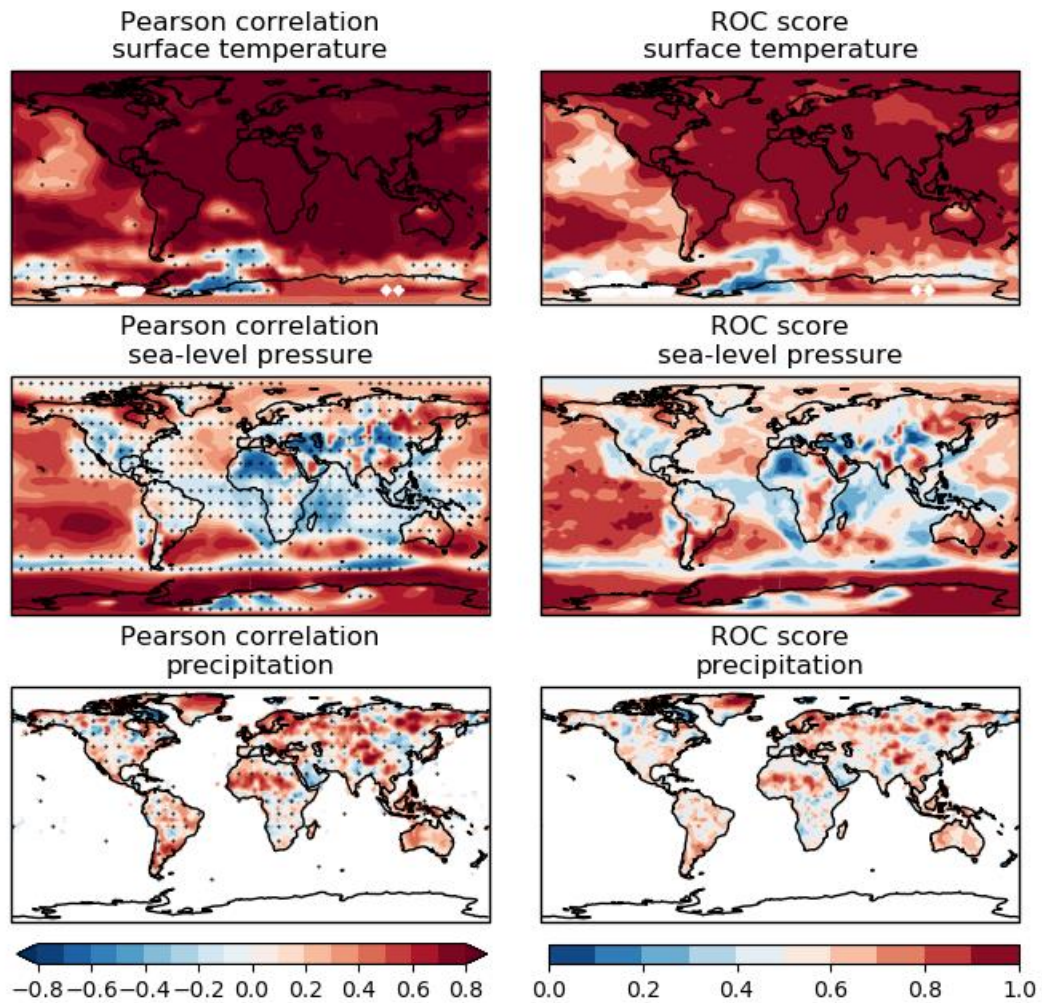 Pearson correlation
surface temperature
ROC score
surface temperature
Pearson correlation
sea-level pressure
ROC score
sea-level pressure
Pearson correlation
precipitation
ROC score
precipitation
−0.8 −0.6 −0.4 −0.2 0.0 0.2 0.4 0.6 0.8
0.0 0.2 0.4 0.6 0.8 1.0